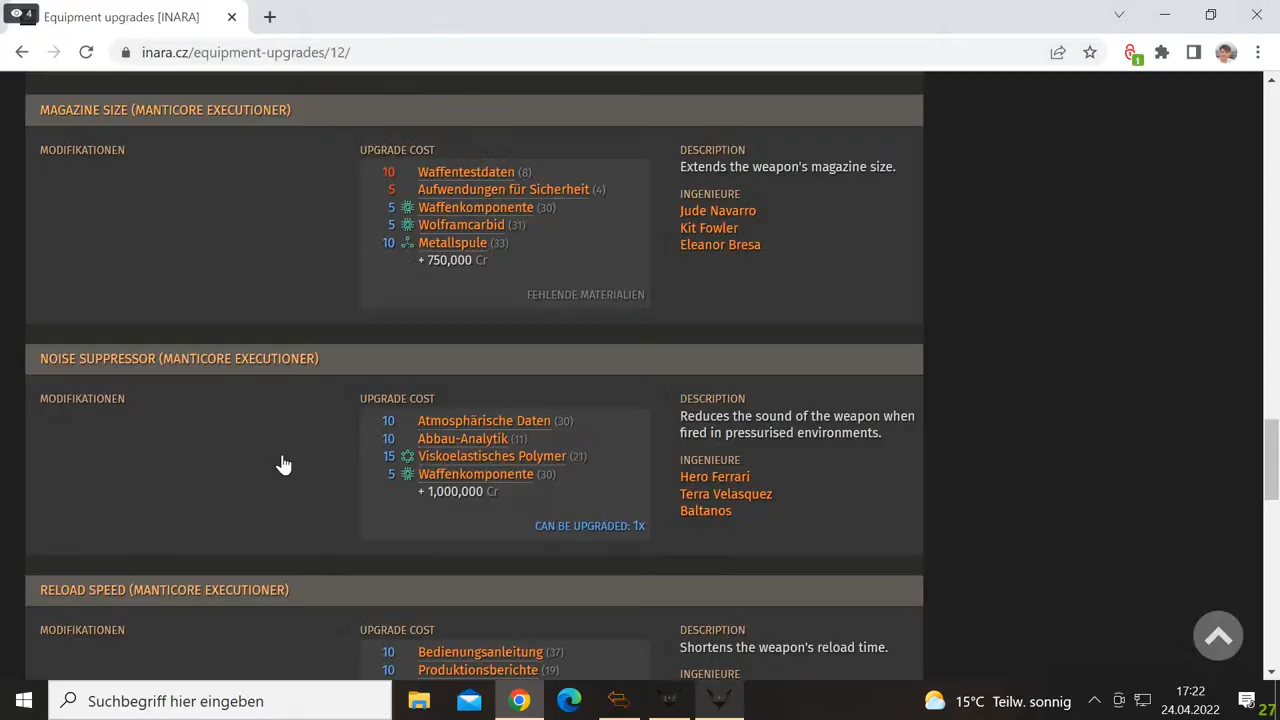 4
Equipment upgrades [INARA]
inara.cz/equipment-upgrades/12/
1
MAGAZINE SIZE (MANTICORE EXECUTIONER)
MODIFIKATIONEN
UPGRADE COST
10 Waffentestdaten (8)
5 Aufwendungen für Sicherheit (4)
5 Waffenkomponente (30)
5 Wolframcarbid (31)
10 Metallspule (33)
+ 750,000 Cr
FEHLENDE MATERIALIEN
DESCRIPTION
Extends the weapon's magazine size.
INGENIEURE
Jude Navarro
Kit Fowler
Eleanor Bresa
NOISE SUPPRESSOR (MANTICORE EXECUTIONER)
MODIFIKATIONEN
UPGRADE COST
10 Atmosphärische Daten (30)
10 Abbau-Analytik (11)
15 Viskoelastisches Polymer (21)
5 Waffenkomponente (30)
+ 1,000,000 Cr
CAN BE UPGRADED: 1x
DESCRIPTION
Reduces the sound of the weapon when
fired in pressurised environments.
INGENIEURE
Hero Ferrari
Terra Velasquez
Baltanos
RELOAD SPEED (MANTICORE EXECUTIONER)
MODIFIKATIONEN
UPGRADE COST
10 Bedienungsanleitung (37)
10 Produktionsberichte (19)
DESCRIPTION
Shortens the weapon's reload time.
INGENIEURE
Suchbegriff hier eingeben
15°C Teilw. sonnig
17:22
24.04.2022
27